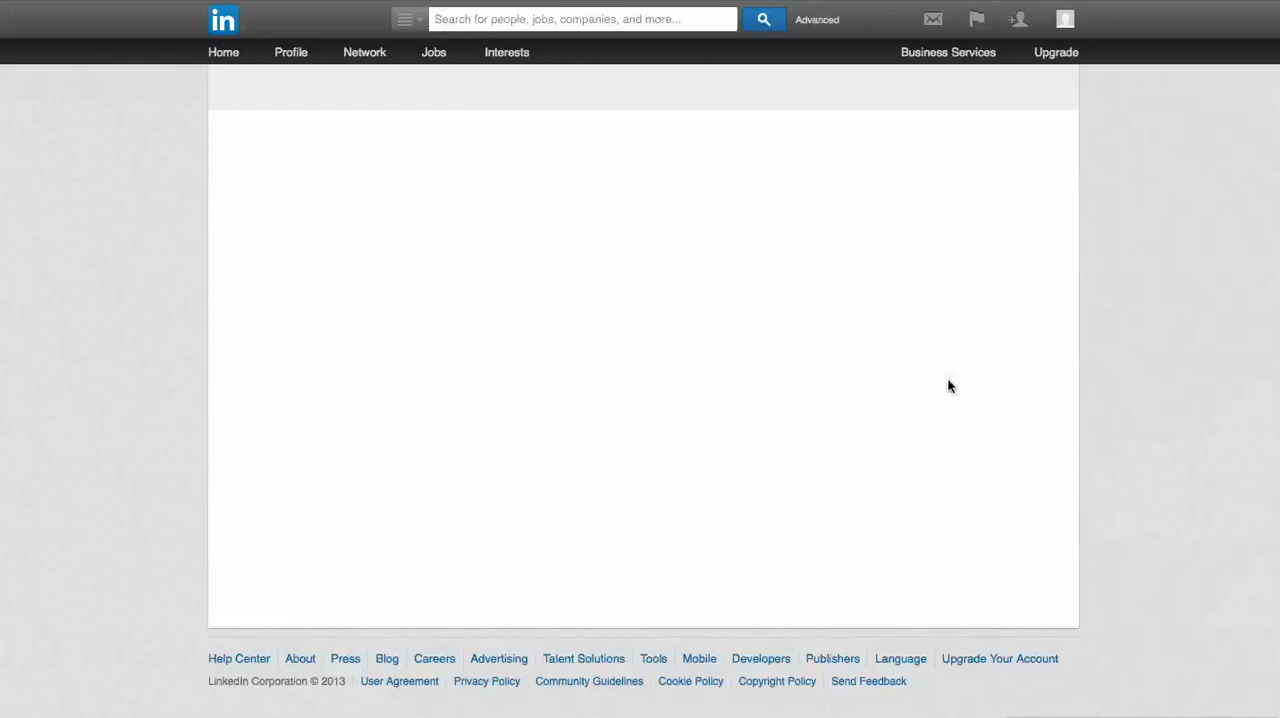 in
Search for people, jobs, companies, and more...
Advanced
Home Profile Network Jobs Interests Business Services Upgrade
Help Center About Press Blog Careers Advertising Talent Solutions Tools Mobile Developers Publishers Language Upgrade Your Account
LinkedIn Corporation © 2013 User Agreement Privacy Policy Community Guidelines Cookie Policy Copyright Policy Send Feedback